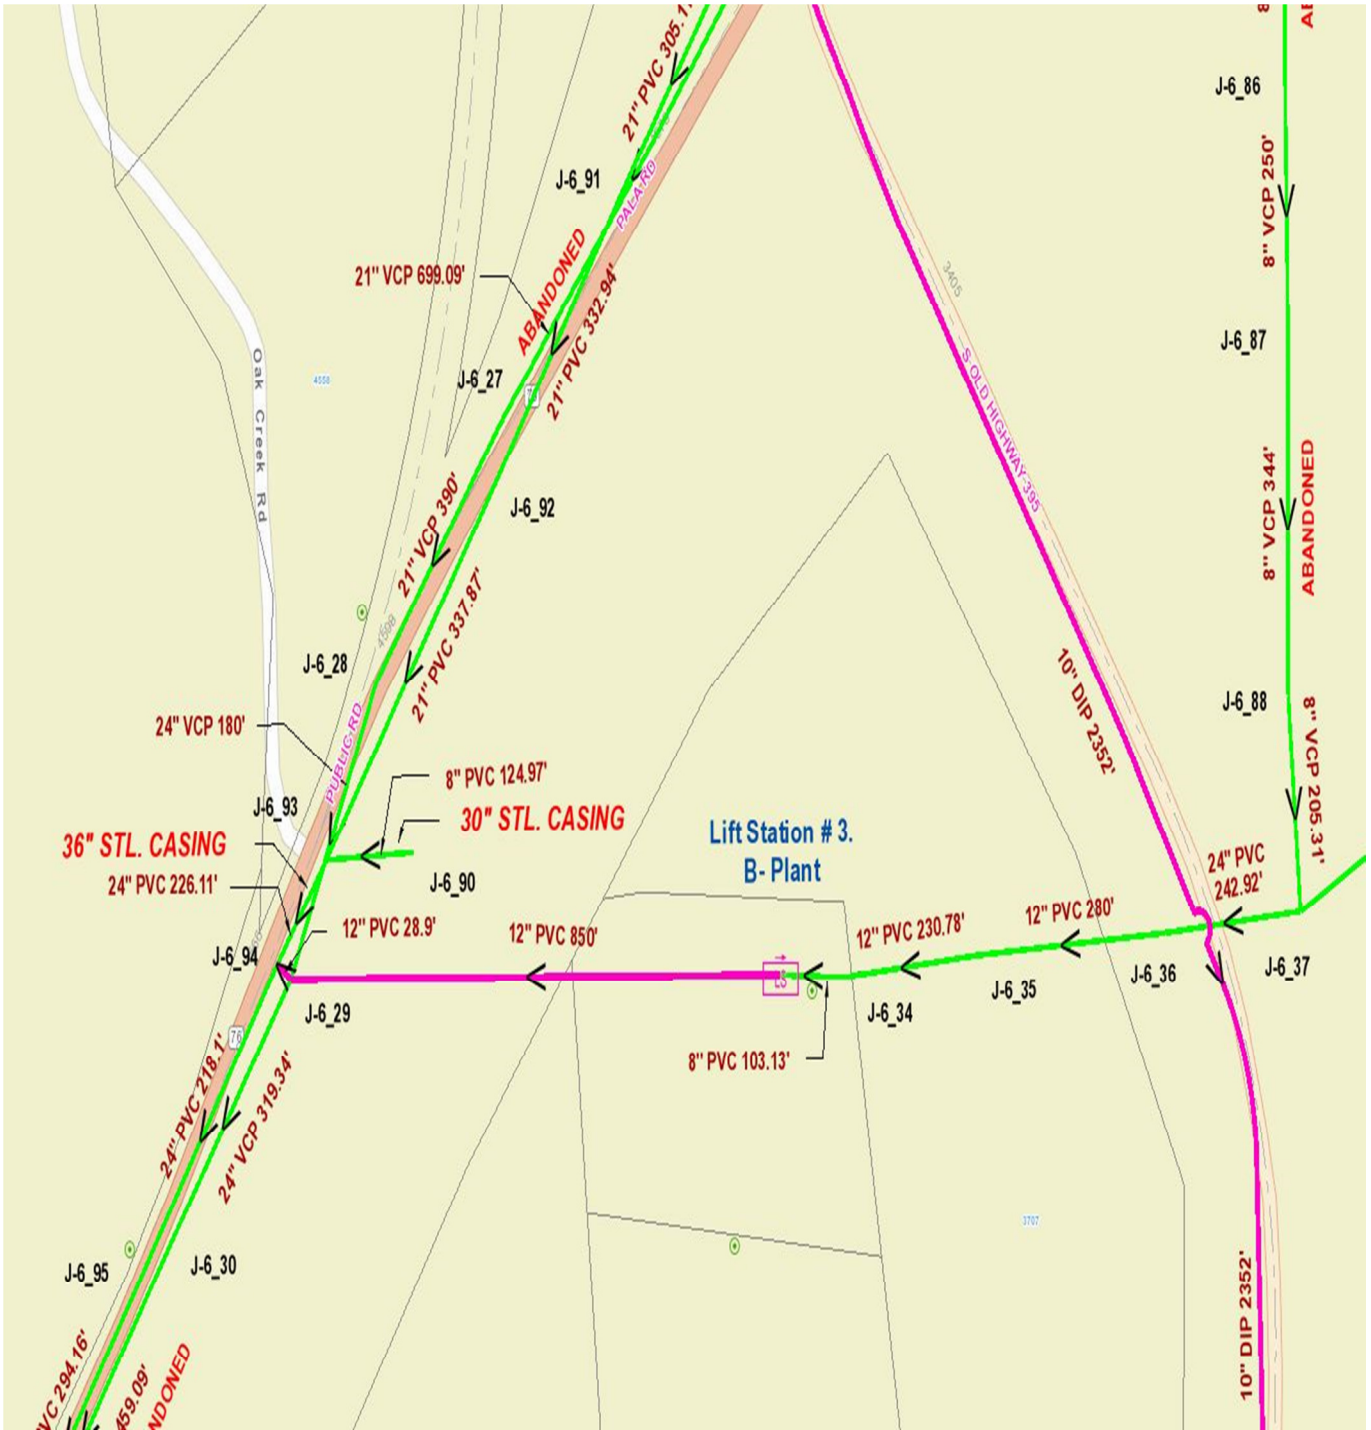 21" PVC 305.1
J-6_86
8" VCP 250'
J-6_91
PALA RD
ABANDONED
21" VCP 699.09'
21" PVC 332.94'
3405
J-6_87
Oak Creek Rd
4558
J-6_27
S OLD HIGHWAY 395
8" VCP 344'
ABANDONED
J-6_92
21" VCP 390'
21" PVC 337.87'
4598
J-6_28
10" DIP 2352'
J-6_88
8" VCP 205.31'
24" VCP 180'
PUBLIC RD
8" PVC 124.97'
J-6_93
30" STL. CASING
Lift Station # 3.
B- Plant
36" STL. CASING
24" PVC 226.11'
J-6_90
24" PVC
242.92'
12" PVC 28.9'
12" PVC 850'
12" PVC 230.78'
12" PVC 280'
J-6_94
LS
J-6_37
J-6_36
J-6_35
J-6_34
J-6_29
76
8" PVC 103.13'
24" PVC 218.1'
24" VCP 319.34'
3707
J-6_95
J-6_30
10" DIP 2352'
VC 294.16'
459.09'
NDONED